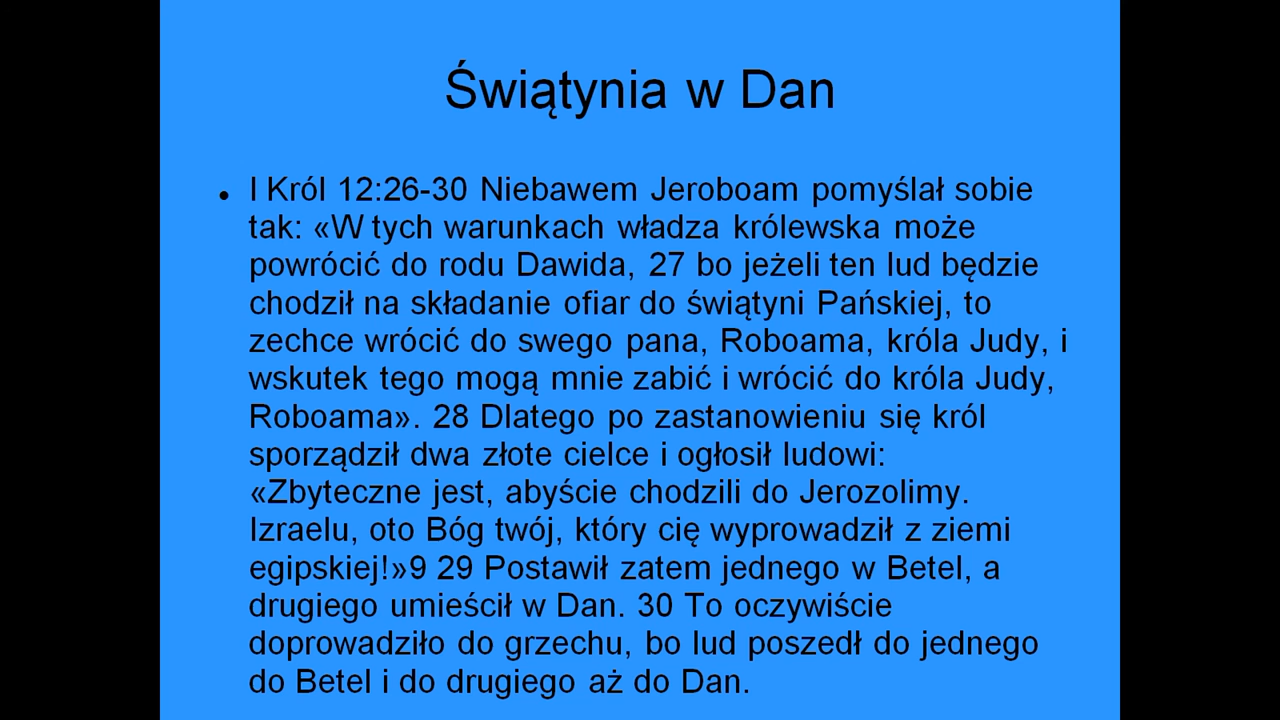 Świątynia w Dan
● I Król 12:26-30 Niebawem Jeroboam pomyślał sobie
tak: «W tych warunkach władza królewska może
powrócić do rodu Dawida, 27 bo jeżeli ten lud będzie
chodził na składanie ofiar do świątyni Pańskiej, to
zechce wrócić do swego pana, Roboama, króla Judy, i
wskutek tego mogą mnie zabić i wrócić do króla Judy,
Roboama». 28 Dlatego po zastanowieniu się król
sporządził dwa złote cielce i ogłosił ludowi:
«Zbyteczne jest, abyście chodzili do Jerozolimy.
Izraelu, oto Bóg twój, który cię wyprowadził z ziemi
egipskiej!»9 29 Postawił zatem jednego w Betel, a
drugiego umieścił w Dan. 30 To oczywiście
doprowadziło do grzechu, bo lud poszedł do jednego
do Betel i do drugiego aż do Dan.